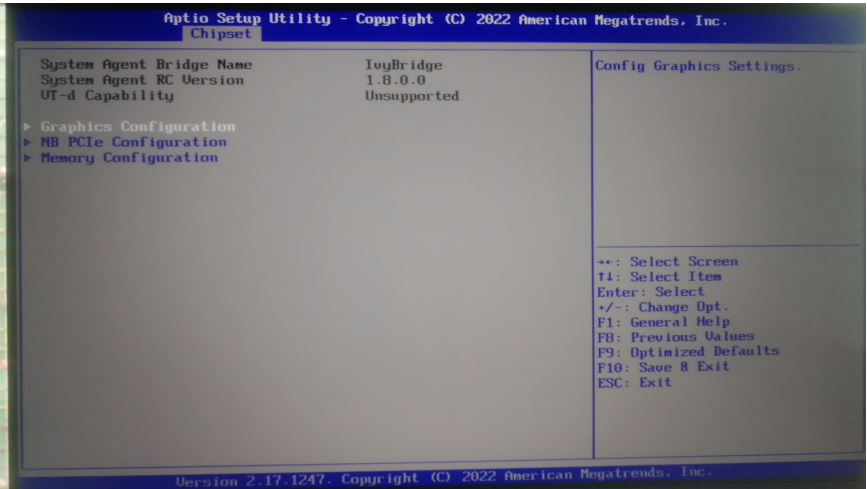 Aptio Setup Utility - Copyright (C) 2022 American Megatrends, Inc.
Chipset
System Agent Bridge Name IvyBridge
System Agent RC Version 1.8.0.0
VT-d Capability Unsupported
Graphics Configuration
NB PCIe Configuration
Memory Configuration
Config Graphics Settings.
→←: Select Screen
↑↓: Select Item
Enter: Select
+/-: Change Opt.
F1: General Help
F8: Previous Values
F9: Optimized Defaults
F10: Save & Exit
ESC: Exit
Version 2.17.1247. Copyright (C) 2022 American Megatrends, Inc.